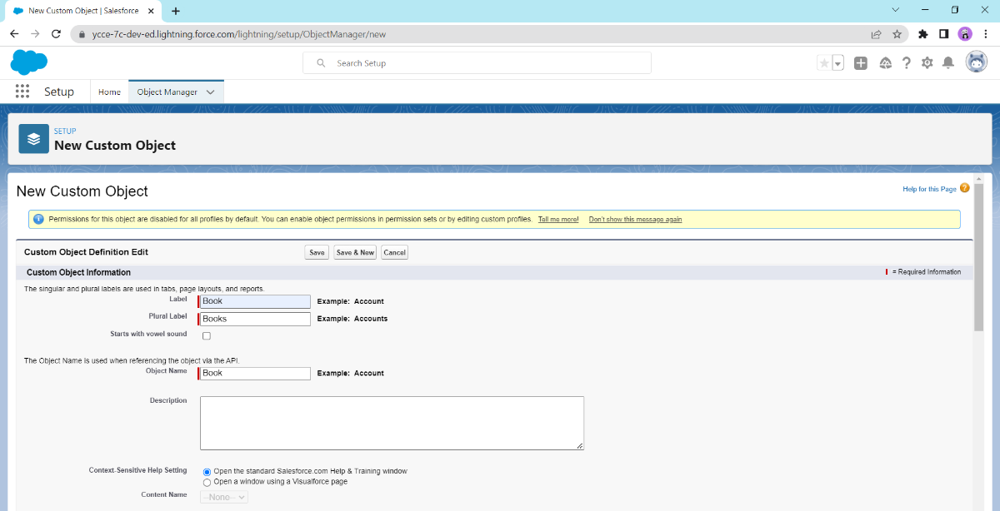 New Custom Object | Salesforce
ycce-7c-dev-ed.lightning.force.com/lightning/setup/ObjectManager/new
Search Setup
Setup Home Object Manager
SETUP
New Custom Object
New Custom Object
Help for this Page ?
Permissions for this object are disabled for all profiles by default. You can enable object permissions in permission sets or by editing custom profiles. Tell me more! Don't show this message again
Custom Object Definition Edit Save Save & New Cancel
Custom Object Information = Required Information
The singular and plural labels are used in tabs, page layouts, and reports.
Label Book Example: Account
Plural Label Books Example: Accounts
Starts with vowel sound
The Object Name is used when referencing the object via the API.
Object Name Book Example: Account
Description
Context-Sensitive Help Setting Open the standard Salesforce.com Help & Training window
Open a window using a Visualforce page
Content Name --None--